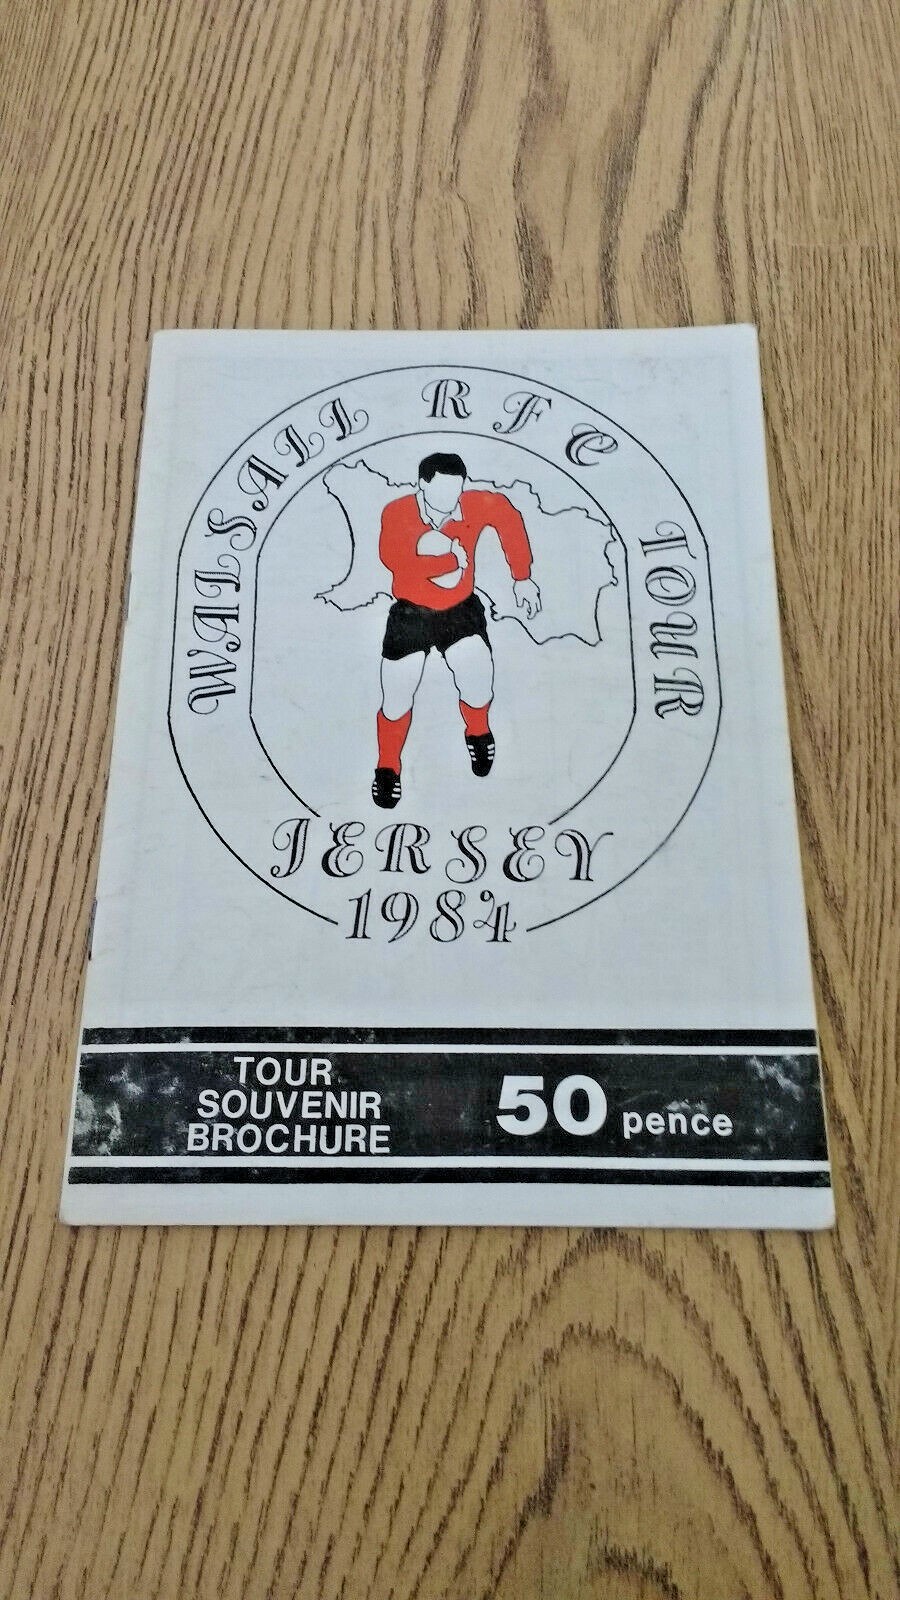 WALSALL RFC TOUR
JERSEY
1984
TOUR
SOUVENIR
BROCHURE
50 pence